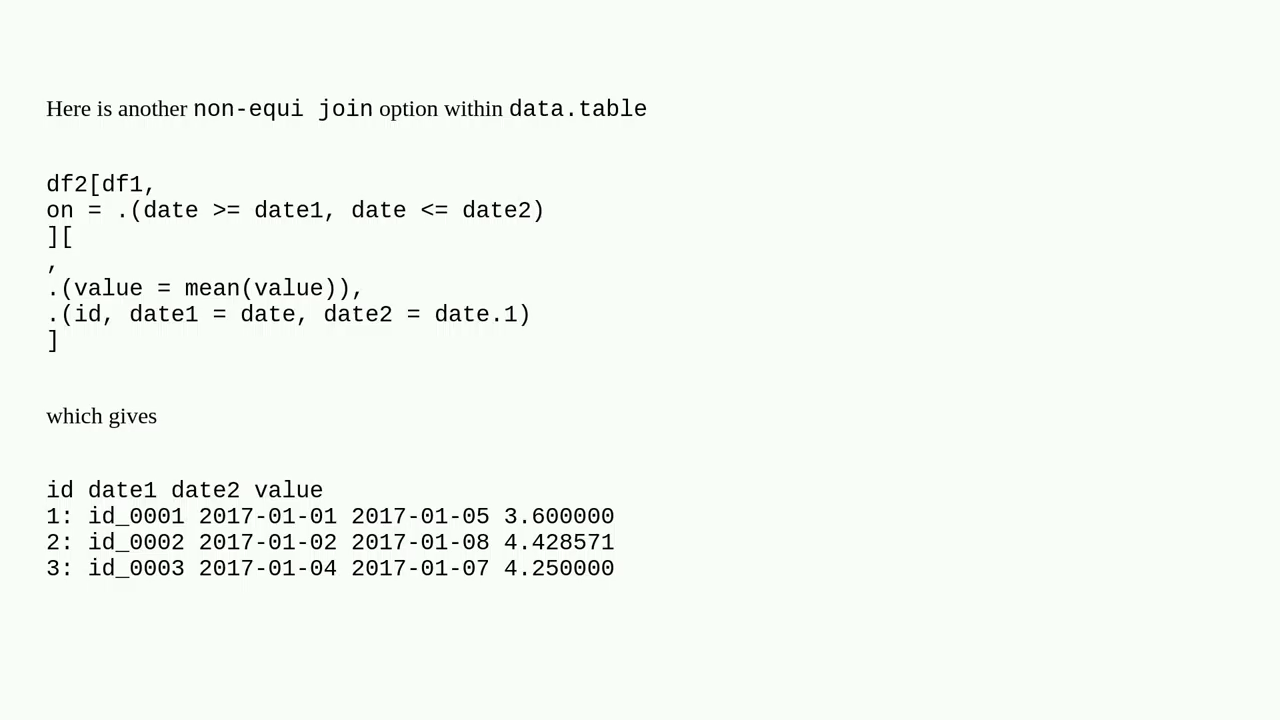 Here is another non-equi join option within data.table
df2[df1,
on = .(date >= date1, date <= date2)
][
,
.(value = mean(value)),
.(id, date1 = date, date2 = date.1)
]
which gives
id date1 date2 value
1: id_0001 2017-01-01 2017-01-05 3.600000
2: id_0002 2017-01-02 2017-01-08 4.428571
3: id_0003 2017-01-04 2017-01-07 4.250000